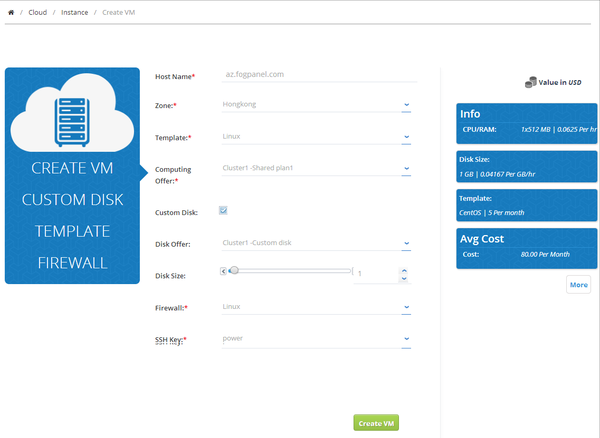 / Cloud / Instance / Create VM
CREATE VM
CUSTOM DISK
TEMPLATE
FIREWALL
Host Name* az.fogpanel.com
Zone:* Hongkong
Template:* Linux
Computing Offer:* Cluster1 -Shared plan1
Custom Disk:
Disk Offer: Cluster1 -Custom disk
Disk Size: 1
Firewall:* Linux
SSH Key:* power
Create VM
Value in USD
Info
CPU/RAM: 1x512 MB | 0.0625 Per hr
Disk Size:
1 GB | 0.04167 Per GB/hr
Template:
CentOS | 5 Per month
Avg Cost
Cost: 80.00 Per Month
More